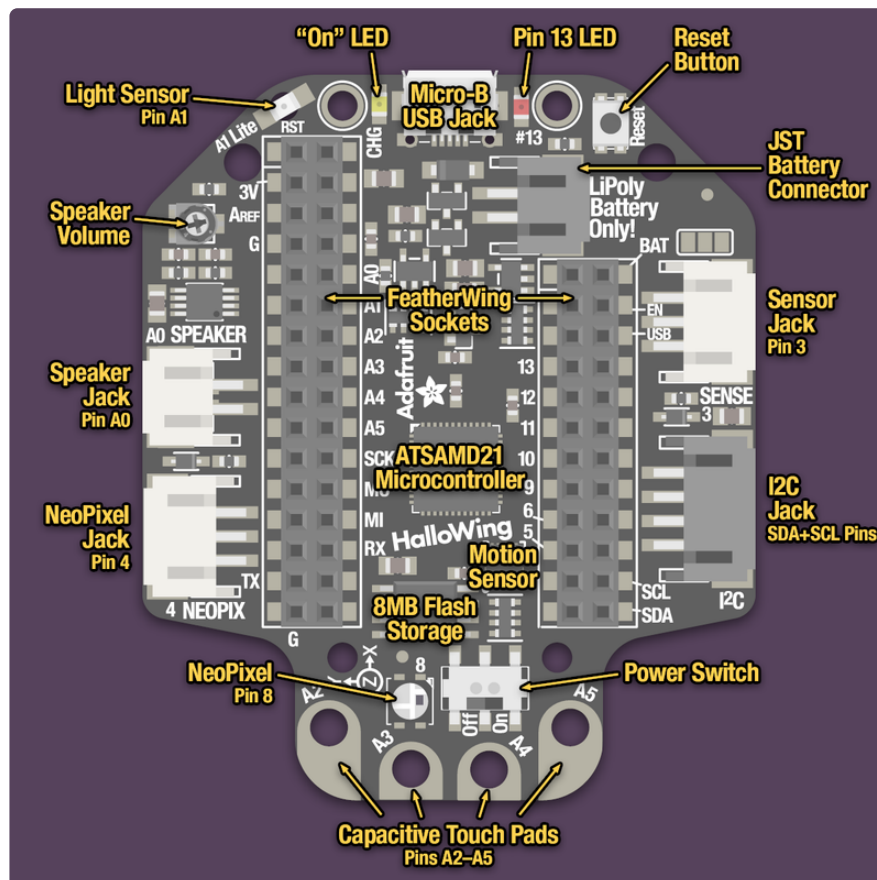 “On” LED
Pin 13 LED
Reset
Button
Light Sensor
Pin A1
Micro-B
USB Jack
A1 Lite
RST
CHG
#13
Reset
JST
Battery
Connector
3V
AREF
G
LiPoly
Battery
Only!
Speaker
Volume
BAT
A0
A1
A2
A3
A4
A5
SCK
MI
RX
TX
G
FeatherWing
Sockets
EN
USB
13
12
11
10
9
6
5
SCL
SDA
Sensor
Jack
Pin 3
A0 SPEAKER
Speaker
Jack
Pin A0
Adafruit
SENSE
3
ATSAMD21
Microcontroller
NeoPixel
Jack
Pin 4
I2C
Jack
SDA+SCL Pins
HalloWing
Motion
Sensor
4 NEOPIX
8MB Flash
Storage
I²C
NeoPixel
Pin 8
X
Y
Z
8
Power Switch
Off
On
A2
A3
A4
A5
Capacitive Touch Pads
Pins A2–A5